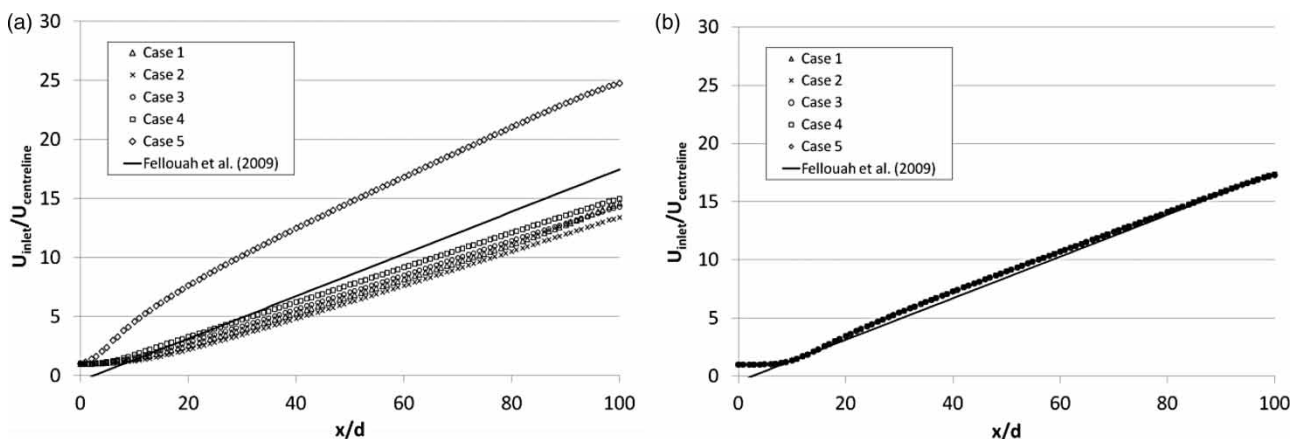 (a)
30
25
20
15
10
5
0
U_inlet/U_centreline
Case 1
Case 2
Case 3
Case 4
Case 5
Fellouah et al. (2009)
0 20 40 60 80 100
x/d
(b)
30
25
20
15
10
5
0
U_inlet/U_centreline
Case 1
Case 2
Case 3
Case 4
Case 5
Fellouah et al. (2009)
0 20 40 60 80 100
x/d